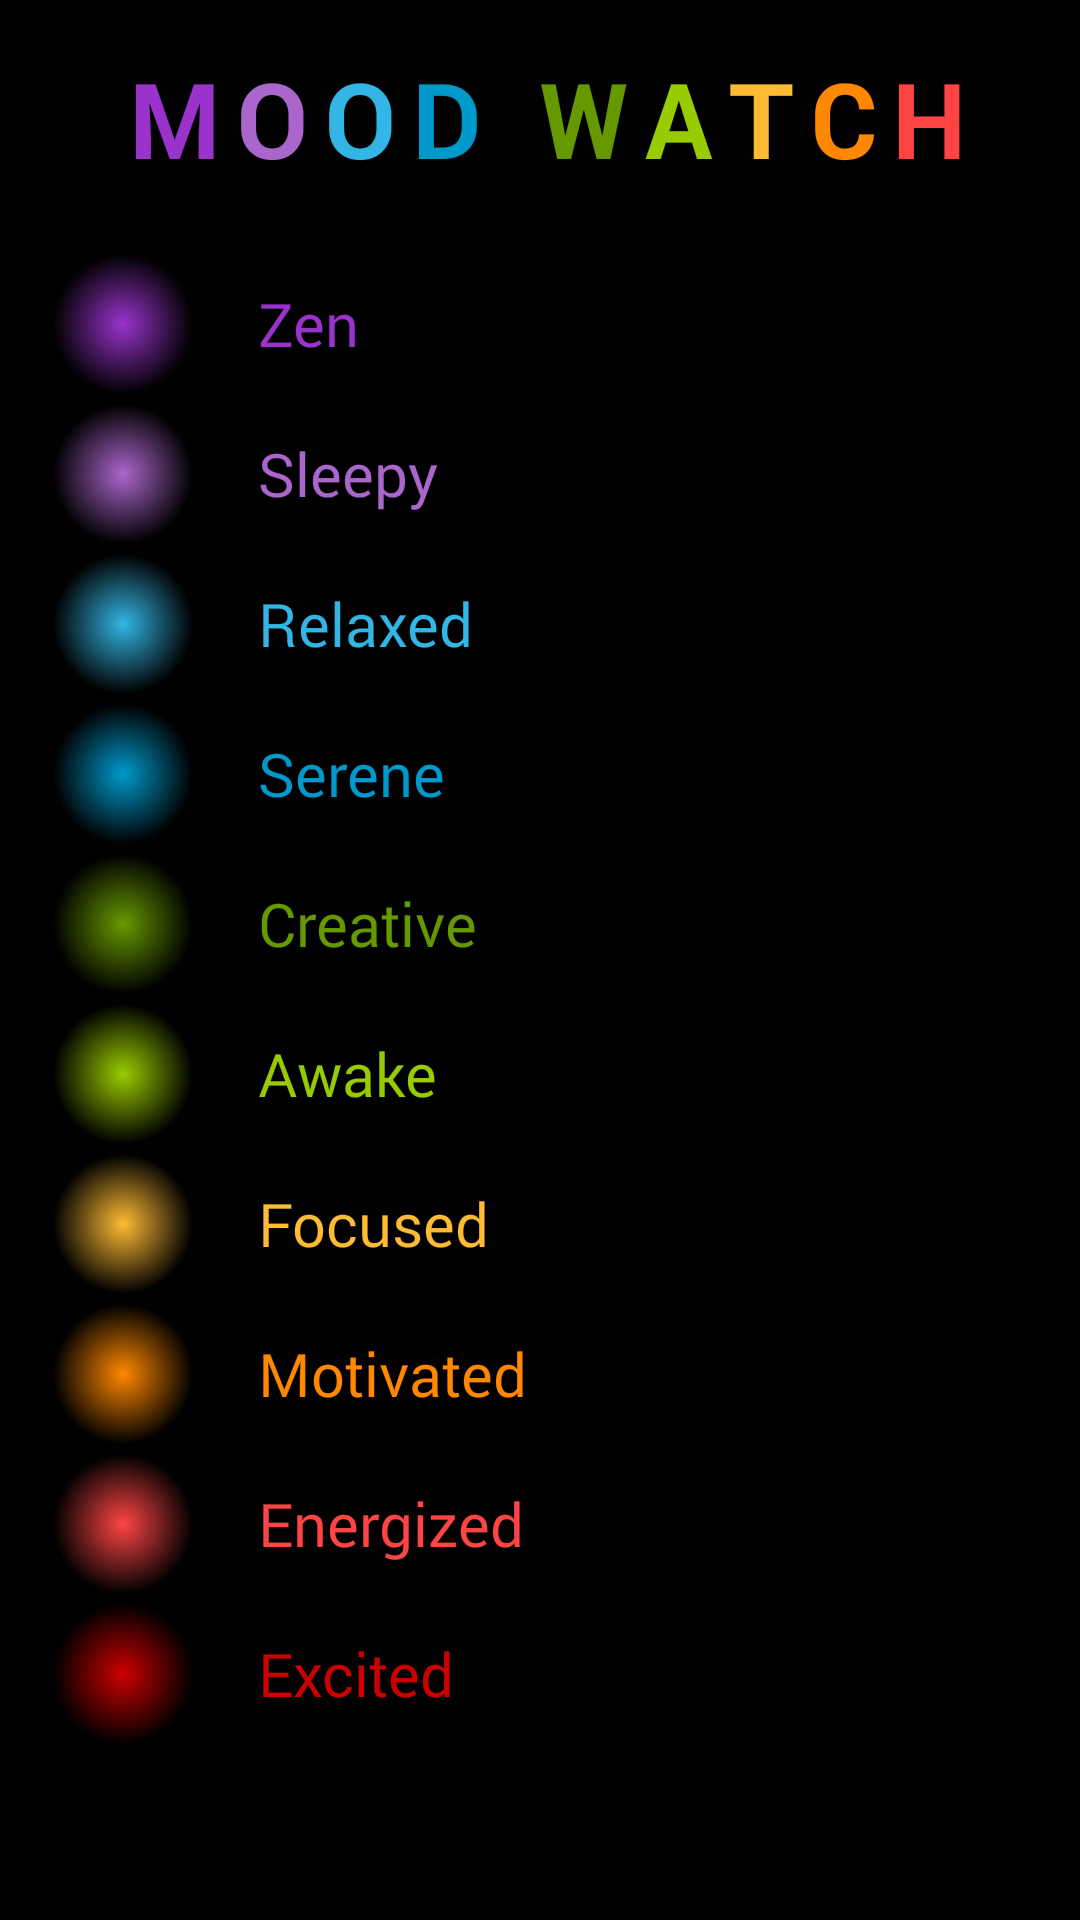 MOOD WATCH
Zen
Sleepy
Relaxed
Serene
Creative
Awake
Focused
Motivated
Energized
Excited